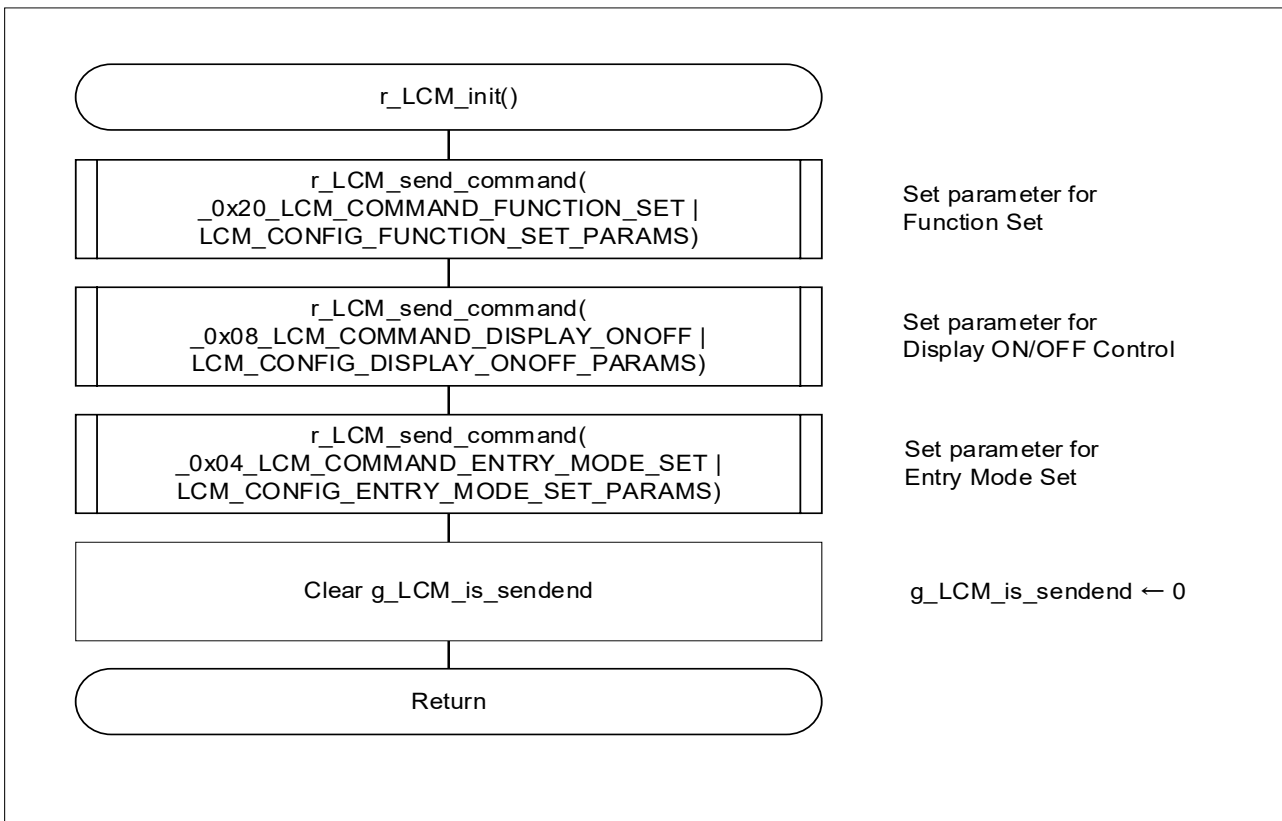 r_LCM_init()
r_LCM_send_command(
_0x20_LCM_COMMAND_FUNCTION_SET |
LCM_CONFIG_FUNCTION_SET_PARAMS)
Set parameter for
Function Set
r_LCM_send_command(
_0x08_LCM_COMMAND_DISPLAY_ONOFF |
LCM_CONFIG_DISPLAY_ONOFF_PARAMS)
Set parameter for
Display ON/OFF Control
r_LCM_send_command(
_0x04_LCM_COMMAND_ENTRY_MODE_SET |
LCM_CONFIG_ENTRY_MODE_SET_PARAMS)
Set parameter for
Entry Mode Set
Clear g_LCM_is_sendend
g_LCM_is_sendend ← 0
Return